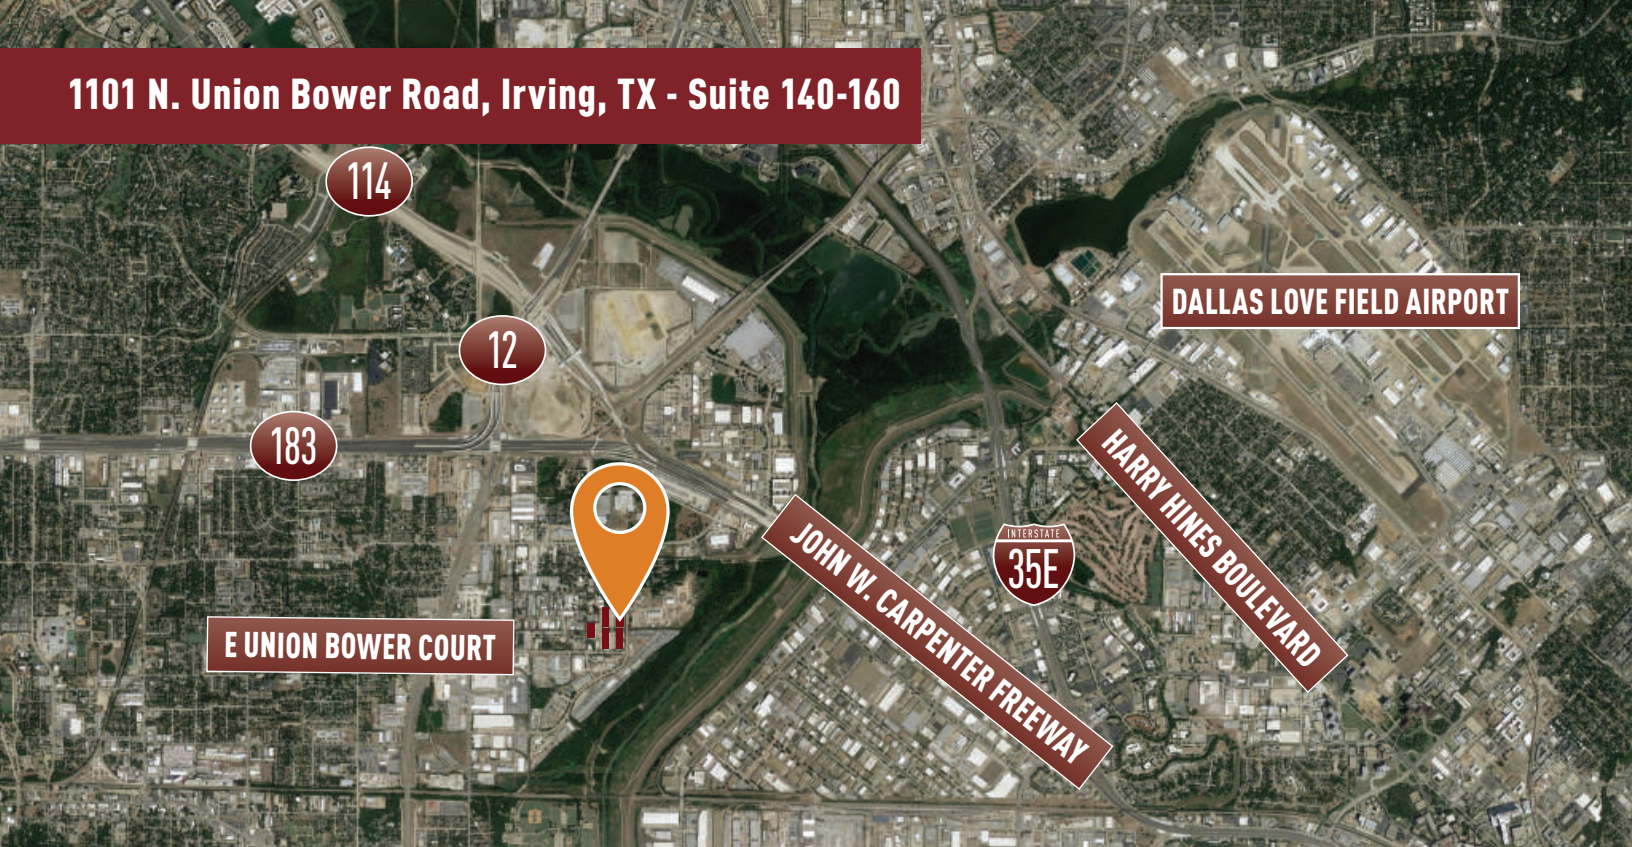 1101 N. Union Bower Road, Irving, TX - Suite 140-160
114
DALLAS LOVE FIELD AIRPORT
12
183
HARRY HINES BOULEVARD
JOHN W. CARPENTER FREEWAY
INTERSTATE
35E
E UNION BOWER COURT